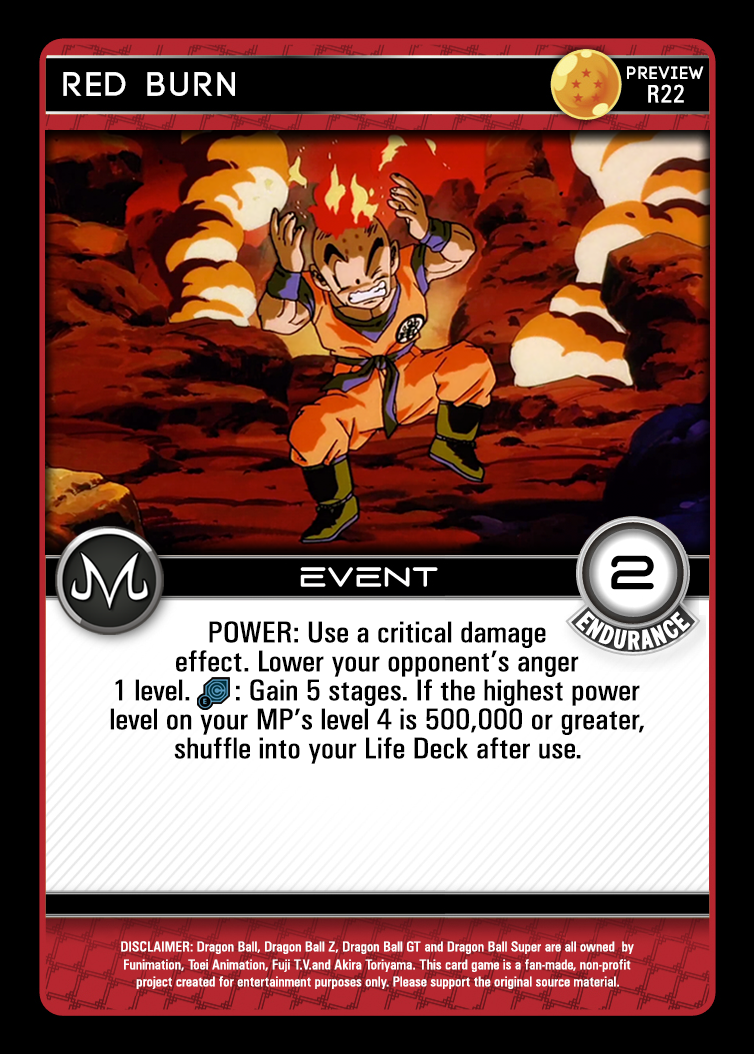 RED BURN
PREVIEW
R22
EVENT
2
ENDURANCE
POWER: Use a critical damage
effect. Lower your opponent's anger
1 level. C E : Gain 5 stages. If the highest power
level on your MP's level 4 is 500,000 or greater,
shuffle into your Life Deck after use.
DISCLAIMER: Dragon Ball, Dragon Ball Z, Dragon Ball GT and Dragon Ball Super are all owned by
Funimation, Toei Animation, Fuji T.V.and Akira Toriyama. This card game is a fan-made, non-profit
project created for entertainment purposes only. Please support the original source material.